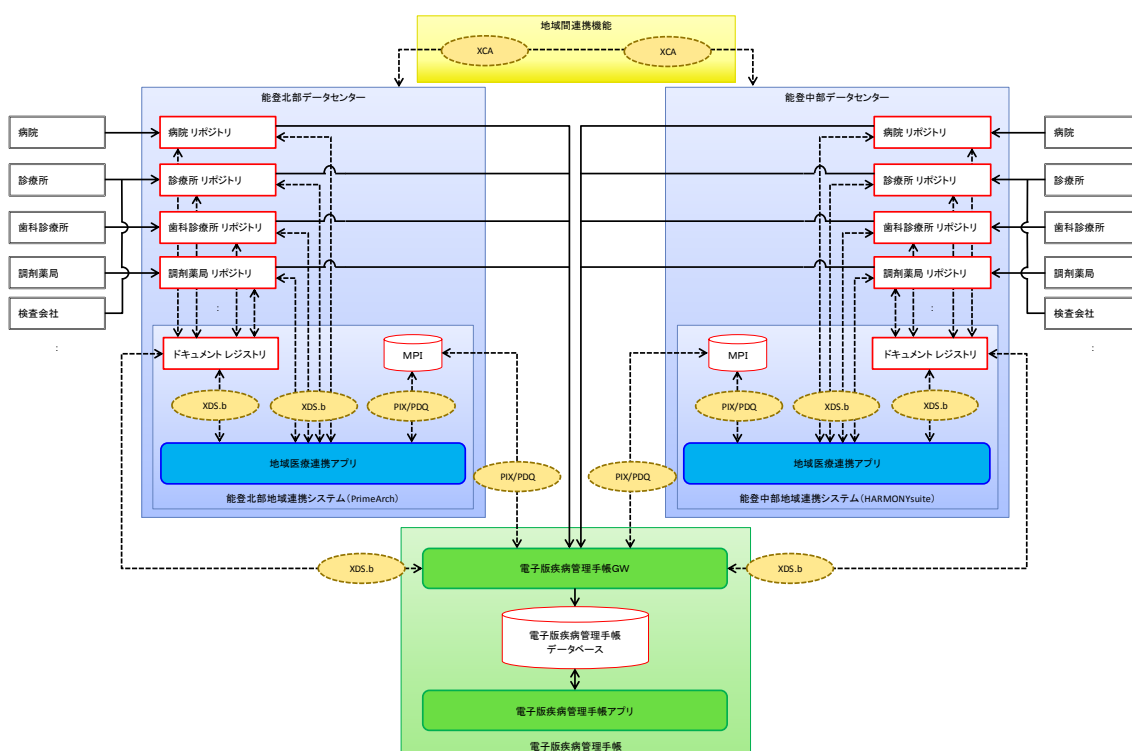 地域間連携機能
XCA
XCA
能登北部データセンター
能登中部データセンター
病院
病院 リポジトリ
病院 リポジトリ
病院
診療所
診療所 リポジトリ
診療所 リポジトリ
診療所
歯科診療所
歯科診療所 リポジトリ
歯科診療所 リポジトリ
歯科診療所
調剤薬局
調剤薬局 リポジトリ
調剤薬局 リポジトリ
調剤薬局
検査会社
:
:
検査会社
:
:
ドキュメント レジストリ
MPI
MPI
ドキュメント レジストリ
XDS.b
XDS.b
PIX/PDQ
PIX/PDQ
XDS.b
XDS.b
地域医療連携アプリ
地域医療連携アプリ
PIX/PDQ
PIX/PDQ
能登北部地域連携システム(PrimeArch)
能登中部地域連携システム(HARMONYsuite)
XDS.b
電子版疾病管理手帳GW
XDS.b
電子版疾病管理手帳
データベース
電子版疾病管理手帳アプリ
電子版疾病管理手帳